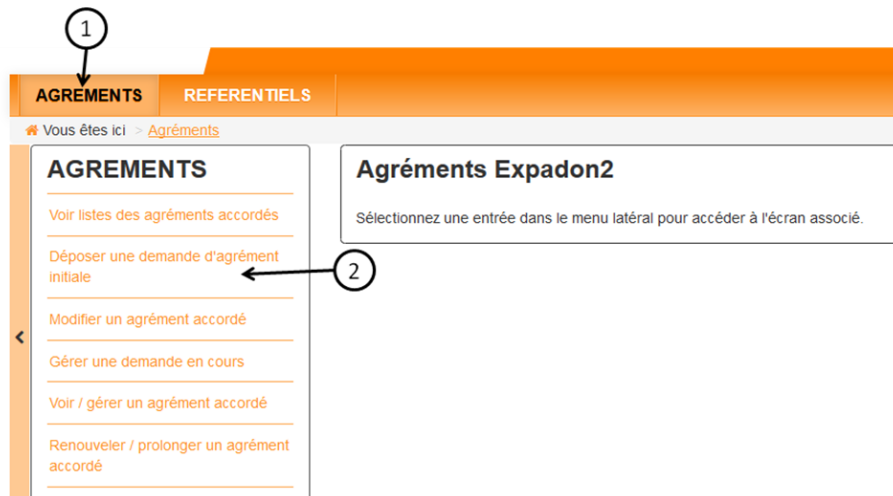 1
AGREMENTS REFERENTIELS
Vous êtes ici > Agréments
AGREMENTS
Voir listes des agréments accordés
Déposer une demande d'agrément
initiale
Modifier un agrément accordé
Gérer une demande en cours
Voir / gérer un agrément accordé
Renouveler / prolonger un agrément
accordé
Agréments Expadon2
Sélectionnez une entrée dans le menu latéral pour accéder à l'écran associé.
2